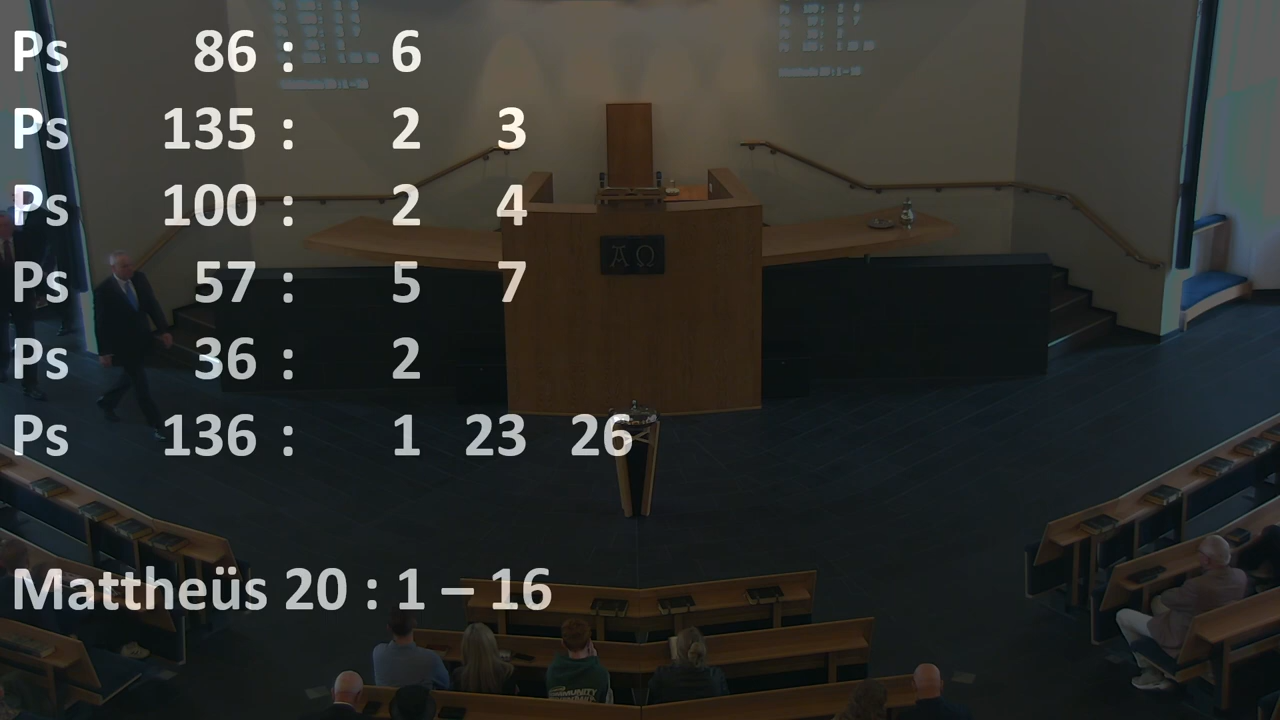 Ps 86 : 6
Ps 135 : 2 3
Ps 100 : 2 4
Ps 57 : 5 7
Ps 36 : 2
Ps 136 : 1 23 26
Mattheüs 20 : 1 – 16
Α Ω
COMMUNITY